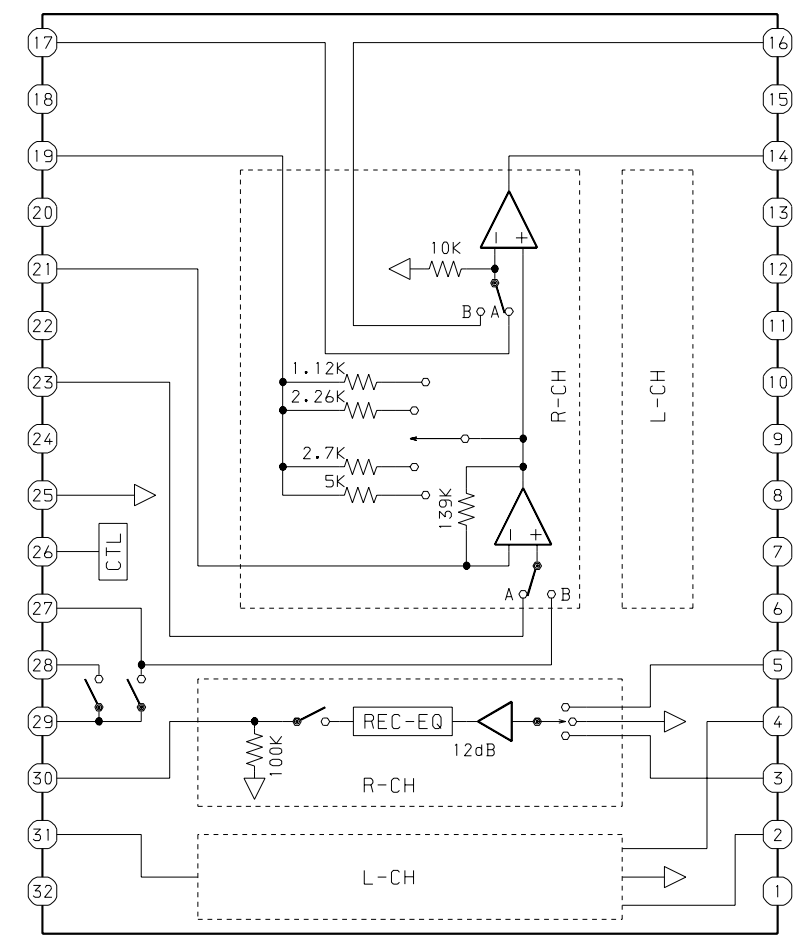 17 16
18 15
19 14
20 13
10K
21 12
B A
22 11
1.12K
23 10
2.26K
R-CH L-CH
24 9
2.7K
5K
139K
25 8
26 CTL 7
A B
27 6
28 5
29 REC-EQ 4
12dB
100K
30 R-CH 3
31 2
L-CH
32 1